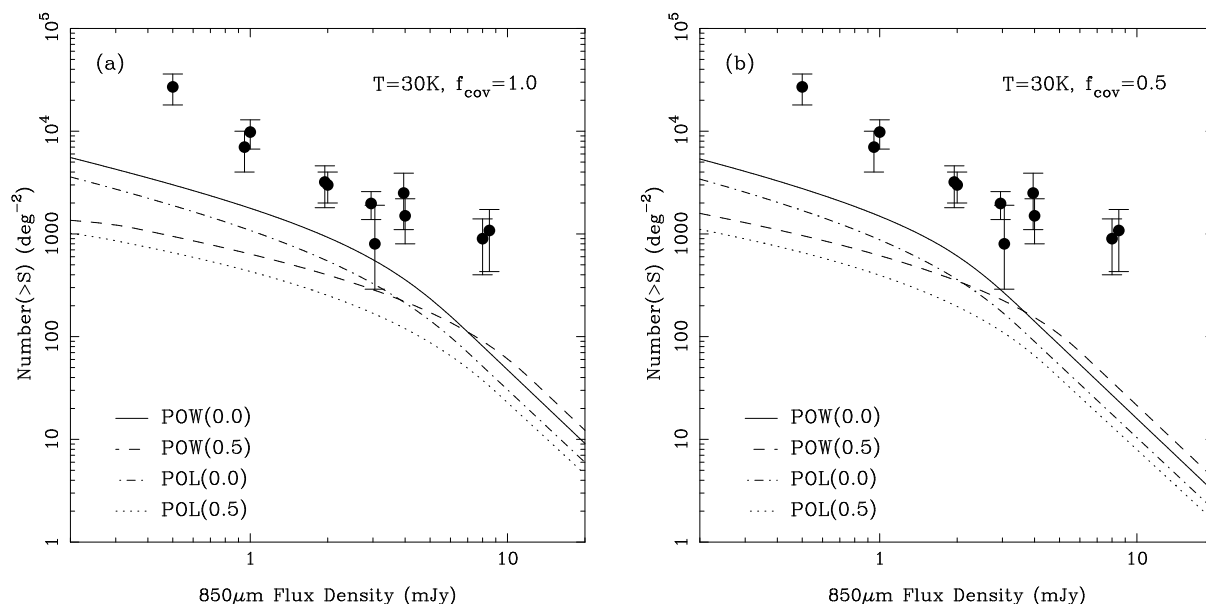 (a)
T=30K, f_cov=1.0
Number(>S) (deg^-2)
10^5
10^4
1000
100
10
1
POW(0.0)
POW(0.5)
POL(0.0)
POL(0.5)
1
10
850μm Flux Density (mJy)
(b)
T=30K, f_cov=0.5
Number(>S) (deg^-2)
10^5
10^4
1000
100
10
1
POW(0.0)
POW(0.5)
POL(0.0)
POL(0.5)
1
10
850μm Flux Density (mJy)